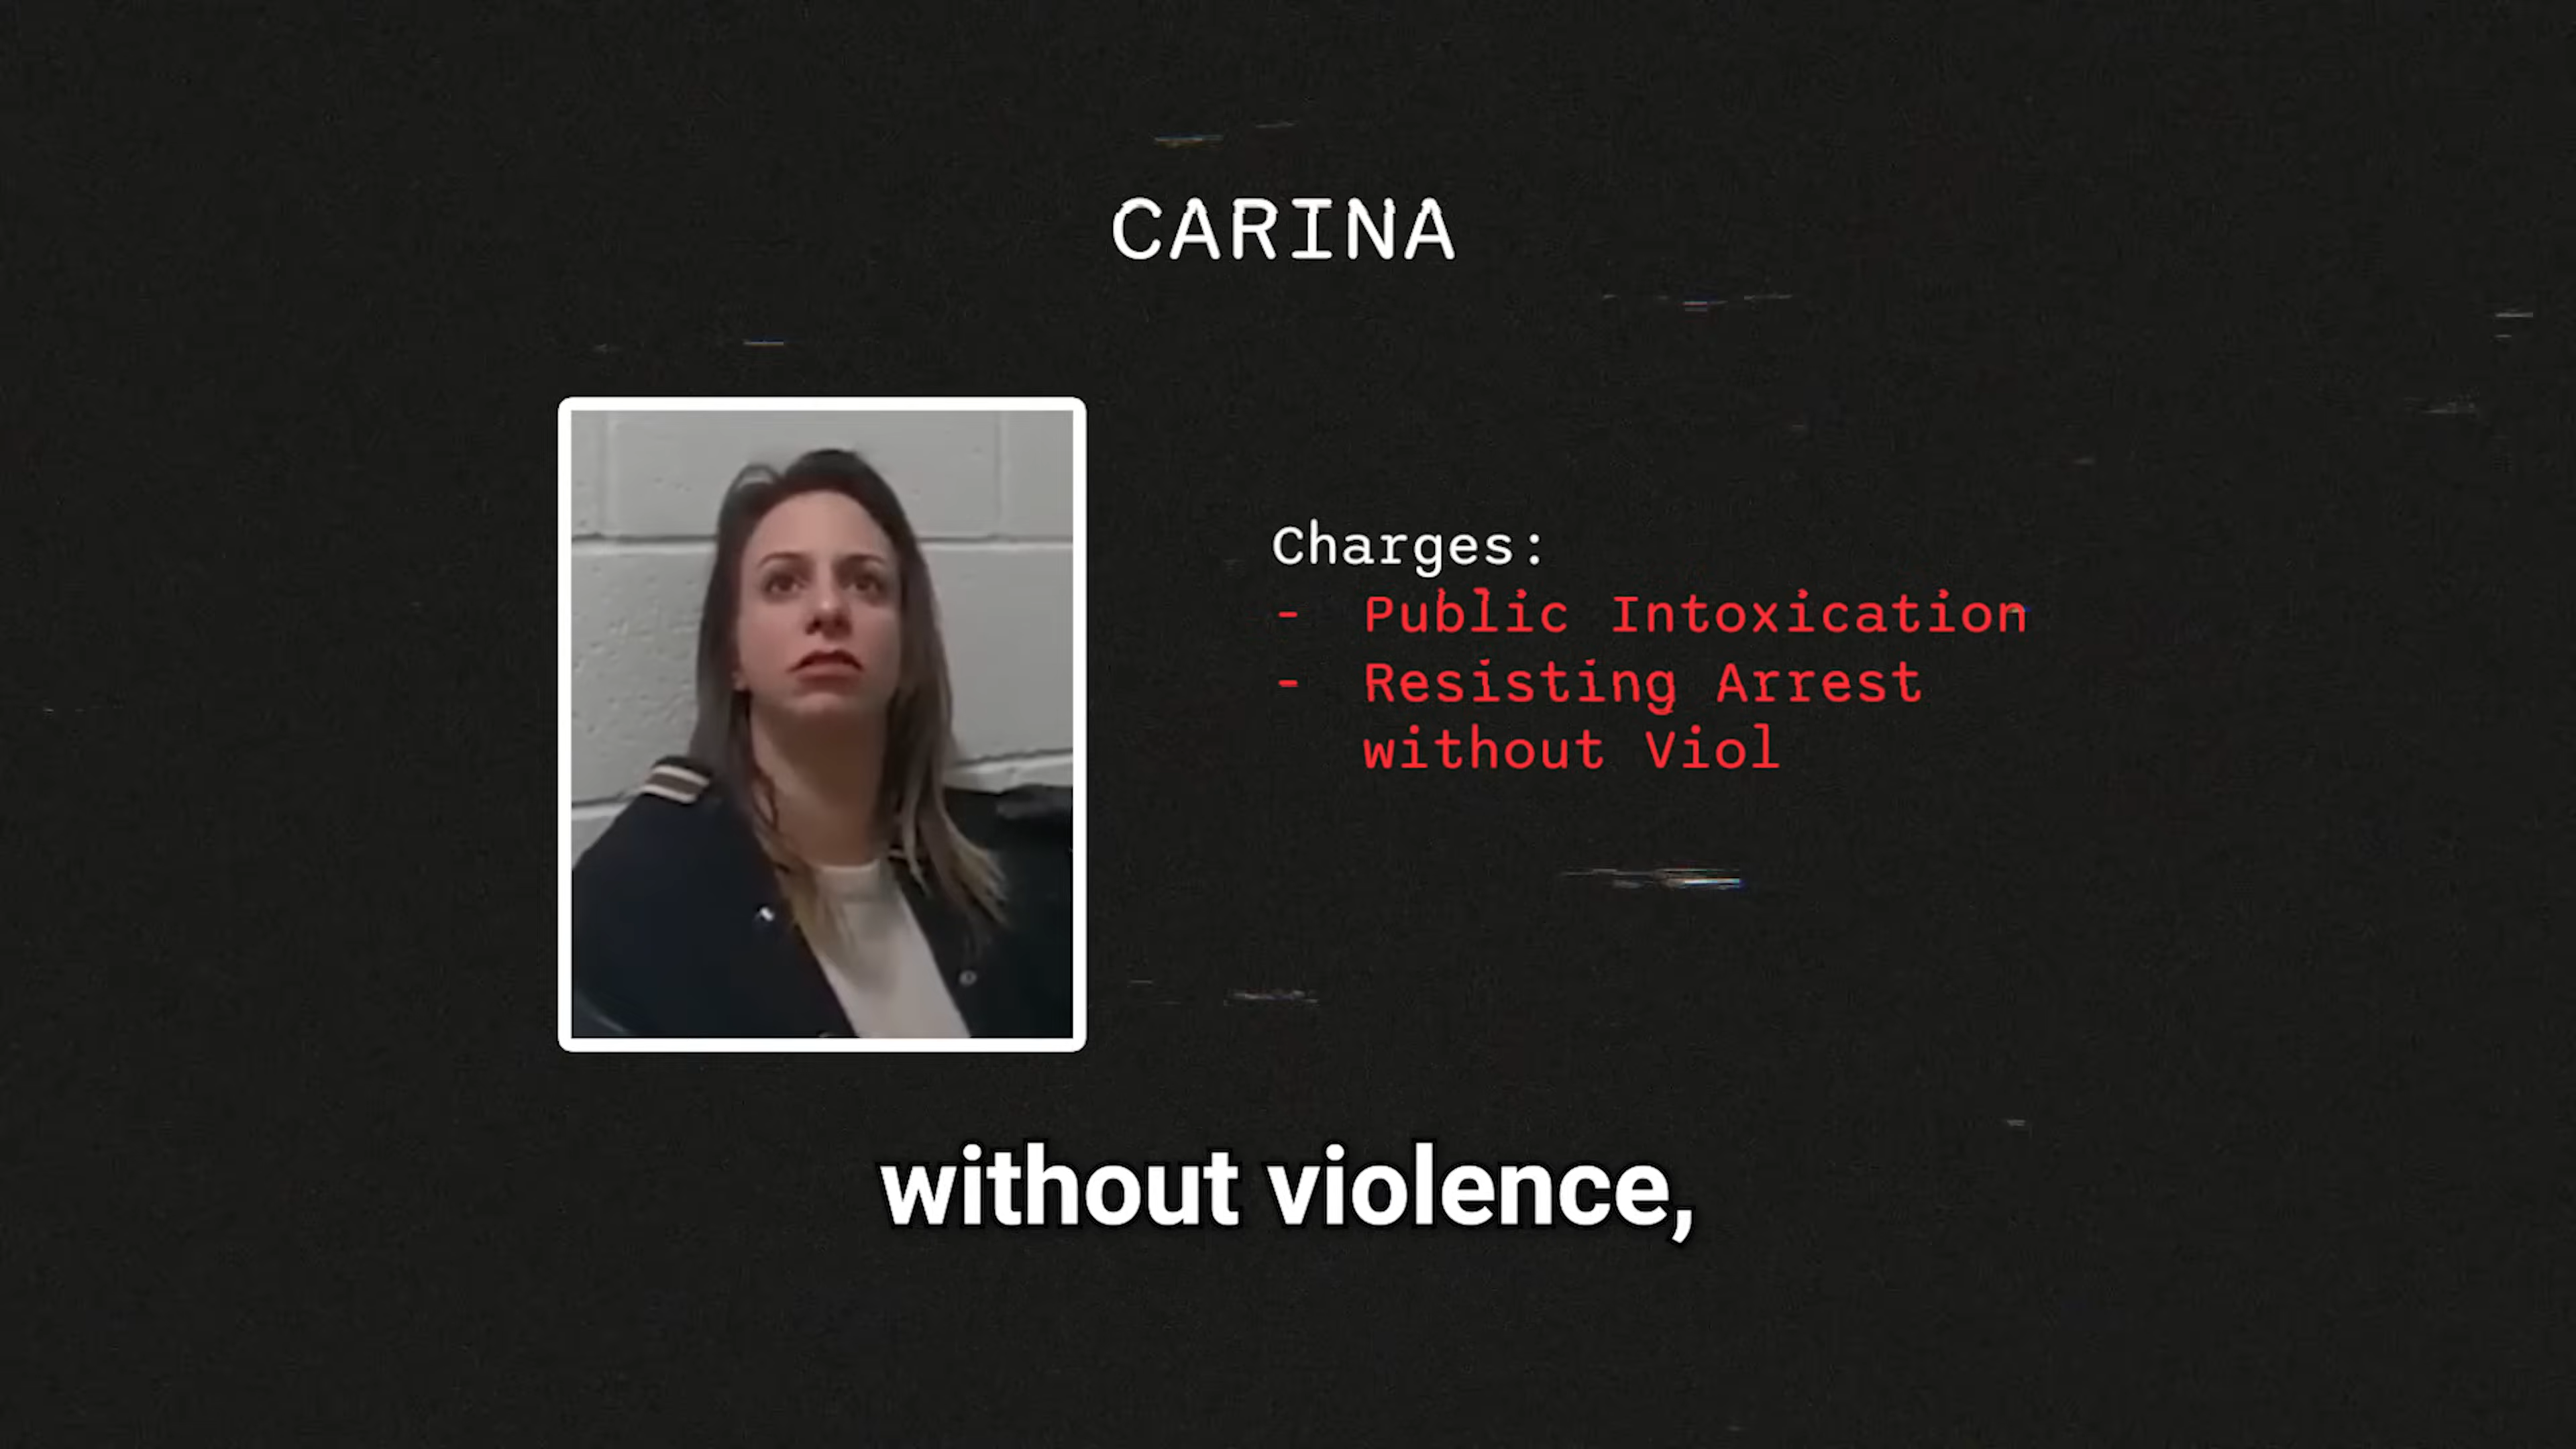 CARINA
Charges:
- Public Intoxication
- Resisting Arrest
without Viol
without violence,